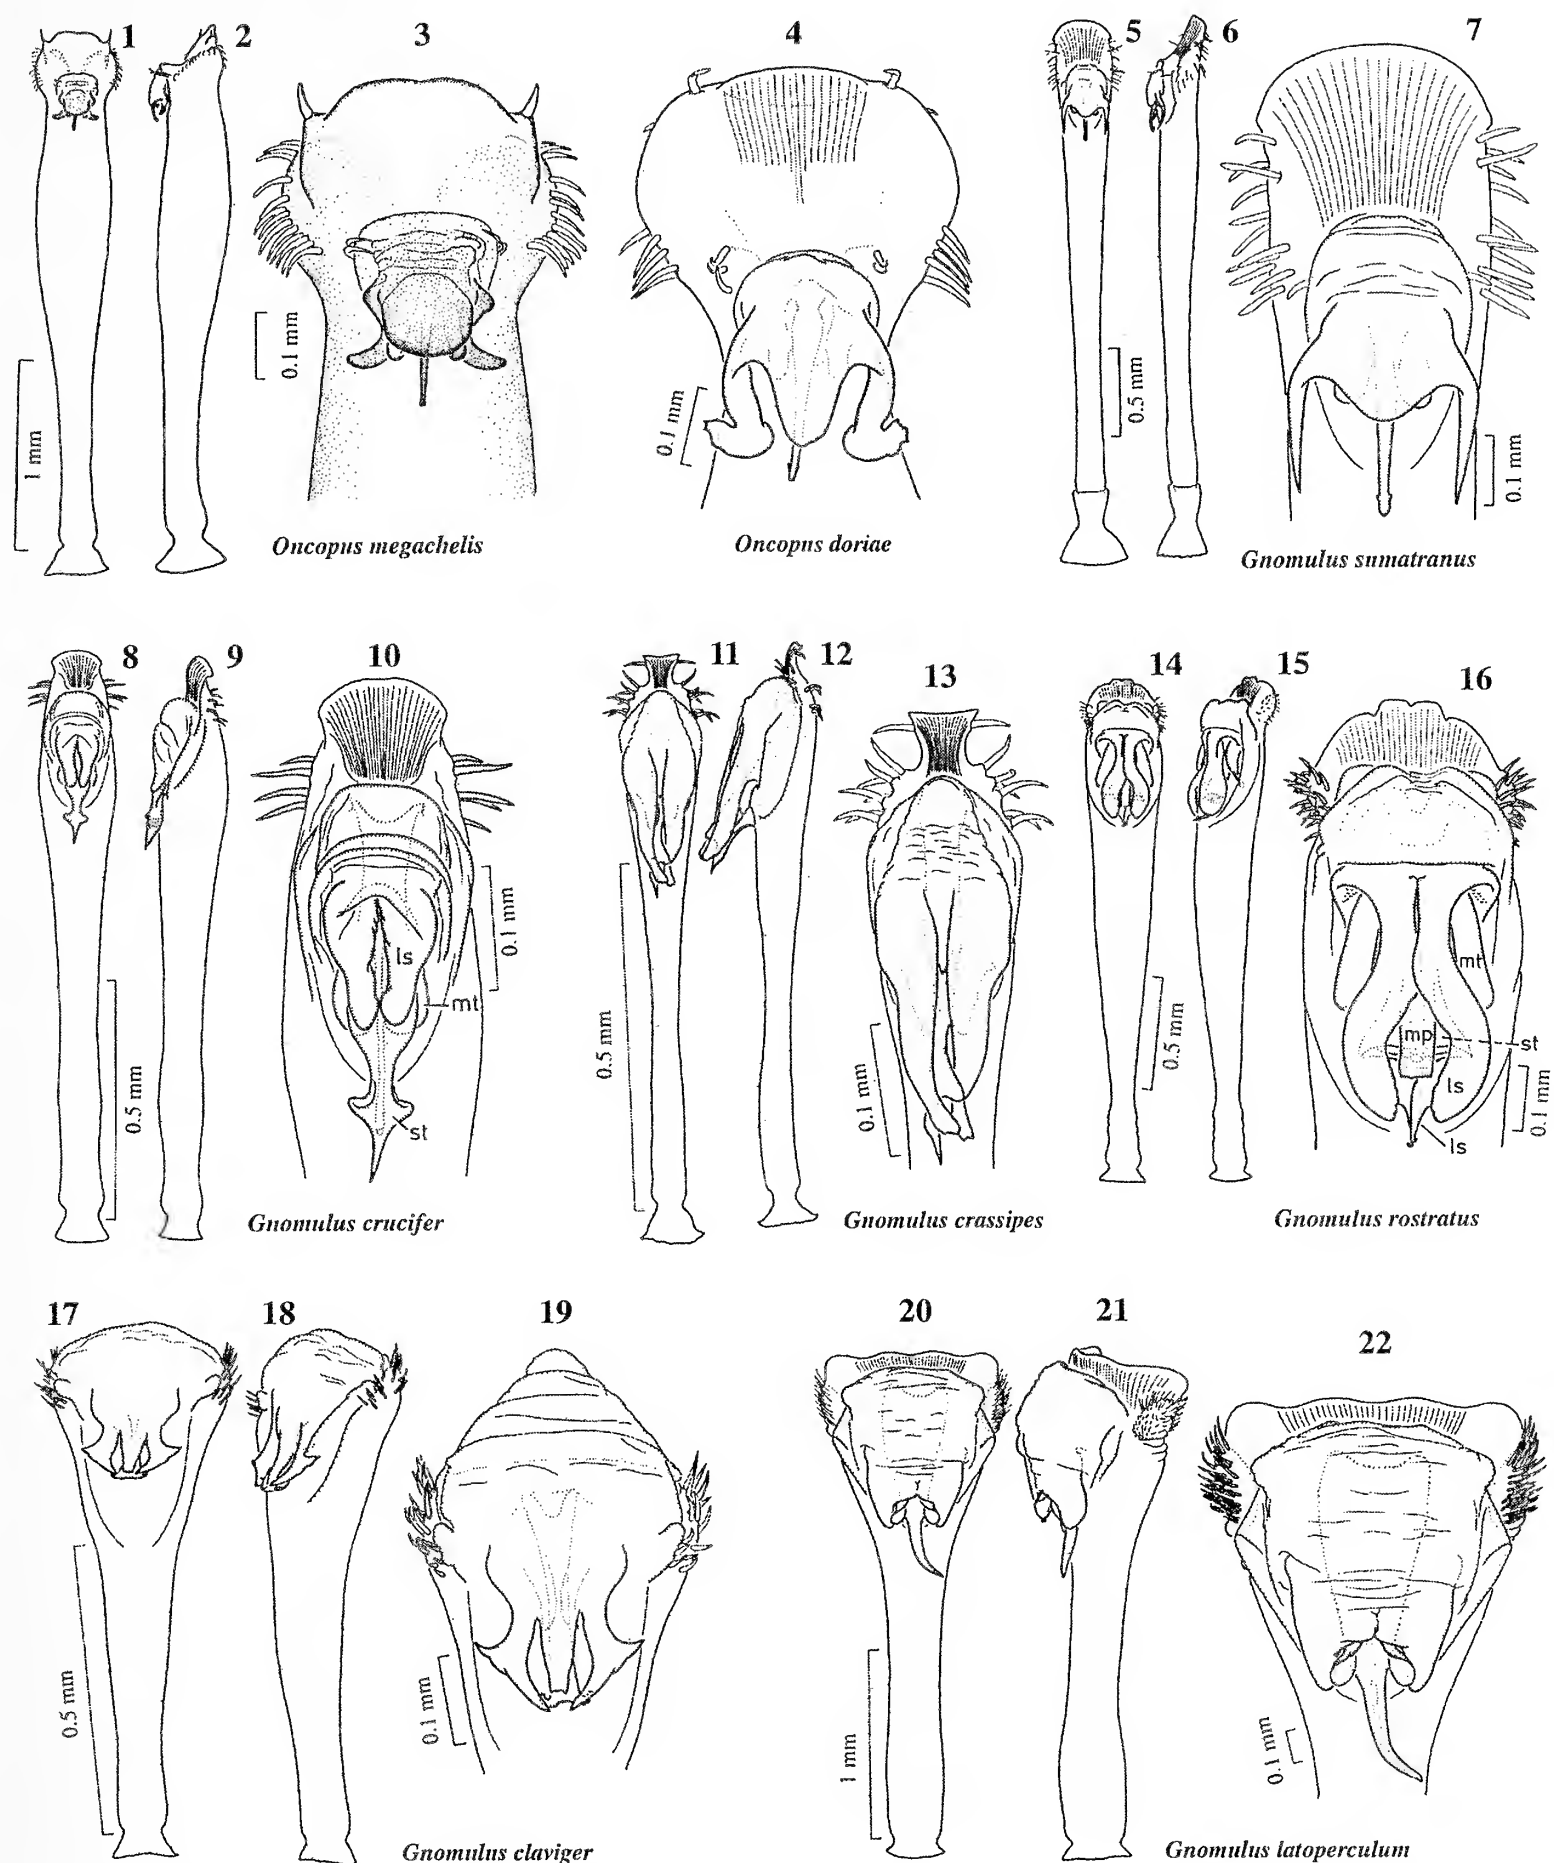 1 2 3 4 5 6 7
1 mm
0.1 mm
0.1 mm
0.5 mm
0.1 mm
Oncopus megachelis
Oncopus doriae
Gnomulus sumatranus
8 9 10 11 12 13 14 15 16
ls
mt
st
0.5 mm
0.1 mm
0.5 mm
0.1 mm
0.5 mm
mt
mp
st
ls
ls
0.1 mm
Gnomulus crucifer
Gnomulus crassipes
Gnomulus rostratus
17 18 19 20 21 22
0.5 mm
0.1 mm
1 mm
0.1 mm
Gnomulus claviger
Gnomulus latoperculum